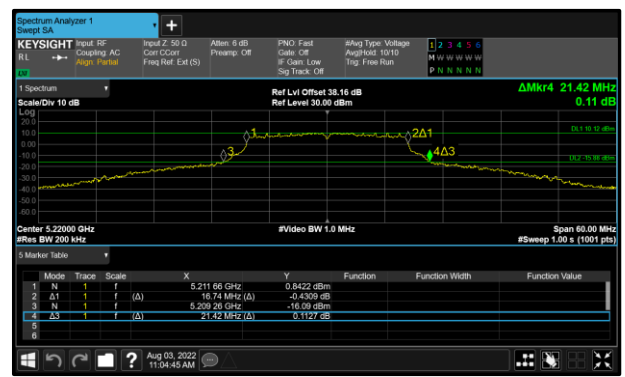 Spectrum Analyzer 1
Swept SA
+
KEYSIGHT Input: RF Input Z: 50 Ω Atten: 6 dB PNO: Fast #Avg Type: Voltage 1 2 3 4 5 6
RL Coupling: AC Corr CCorr Preamp: Off Gate: Off Avg|Hold: 10/10 M W W W W W
Align: Partial Freq Ref: Ext (S) IF Gain: Low Trig: Free Run
Sig Track: Off P N N N N N
1 Spectrum
Ref Lvl Offset 38.16 dB ΔMkr4 21.42 MHz
Scale/Div 10 dB Ref Level 30.00 dBm 0.11 dB
Log
20.0
10.0
0.00
-10.0
-20.0
-30.0
-40.0
-50.0
-60.0
1
2Δ1
3
4Δ3
DL1 10.12 dBm
DL2 -15.88 dBm
Center 5.22000 GHz #Video BW 1.0 MHz Span 60.00 MHz
#Res BW 200 kHz #Sweep 1.00 s (1001 pts)
5 Marker Table
Mode Trace Scale X Y Function Function Width Function Value
1 N 1 f 5.211 66 GHz 0.8422 dBm
2 Δ1 1 f (Δ) 16.74 MHz (Δ) -0.4309 dB
3 N 1 f 5.209 26 GHz -16.09 dBm
4 Δ3 1 f (Δ) 21.42 MHz (Δ) 0.1127 dB
5
6
? Aug 03, 2022
11:04:45 AM